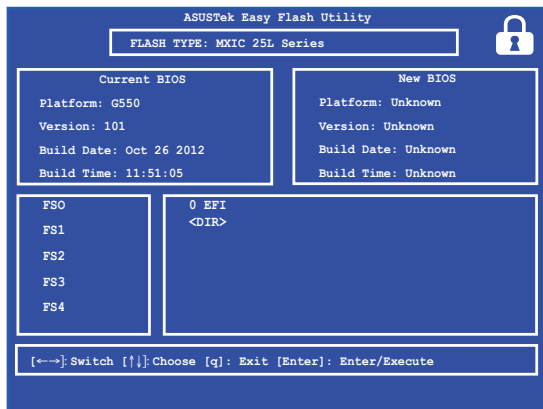 ASUSTek Easy Flash Utility
FLASH TYPE: MXIC 25L Series
Current BIOS
Platform: G550
Version: 101
Build Date: Oct 26 2012
Build Time: 11:51:05
New BIOS
Platform: Unknown
Version: Unknown
Build Date: Unknown
Build Time: Unknown
FSO
FS1
FS2
FS3
FS4
0 EFI
<DIR>
[←→]: Switch [↑↓]: Choose [q]: Exit [Enter]: Enter/Execute